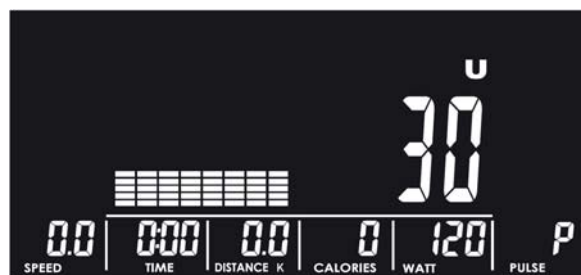 U
30
0.0 0:00 0.0 0 120 P
SPEED TIME DISTANCE K CALORIES WATT PULSE